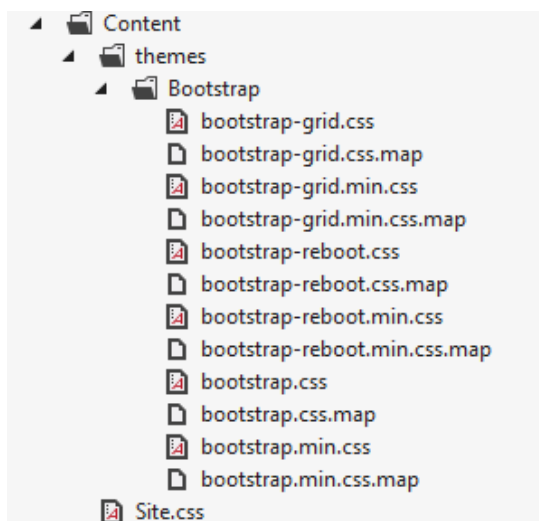 Content
themes
Bootstrap
bootstrap-grid.css
bootstrap-grid.css.map
bootstrap-grid.min.css
bootstrap-grid.min.css.map
bootstrap-reboot.css
bootstrap-reboot.css.map
bootstrap-reboot.min.css
bootstrap-reboot.min.css.map
bootstrap.css
bootstrap.css.map
bootstrap.min.css
bootstrap.min.css.map
Site.css